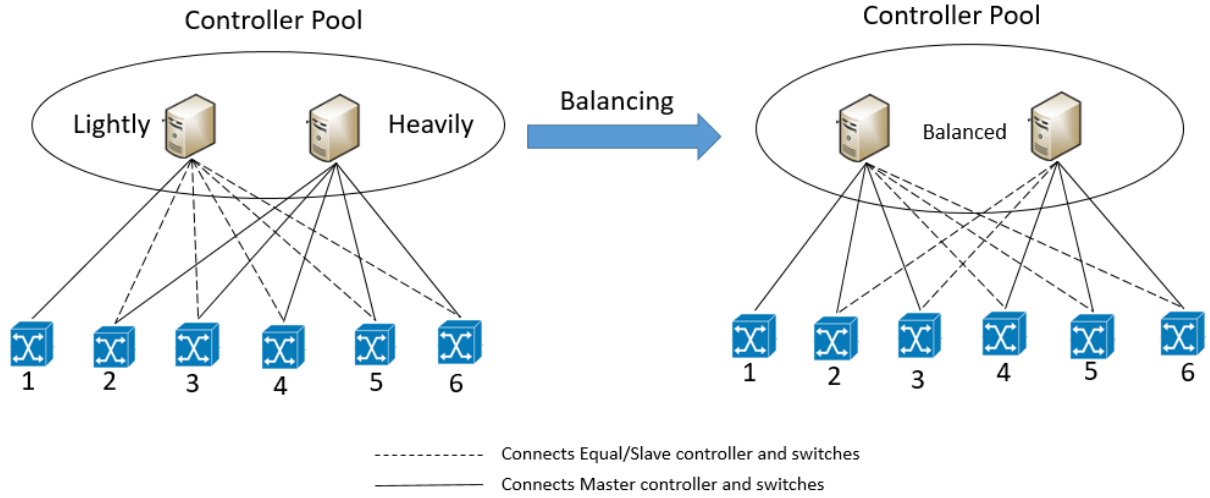 Controller Pool
Lightly
Heavily
1 2 3 4 5 6
Balancing
Controller Pool
Balanced
1 2 3 4 5 6
Connects Equal/Slave controller and switches
Connects Master controller and switches